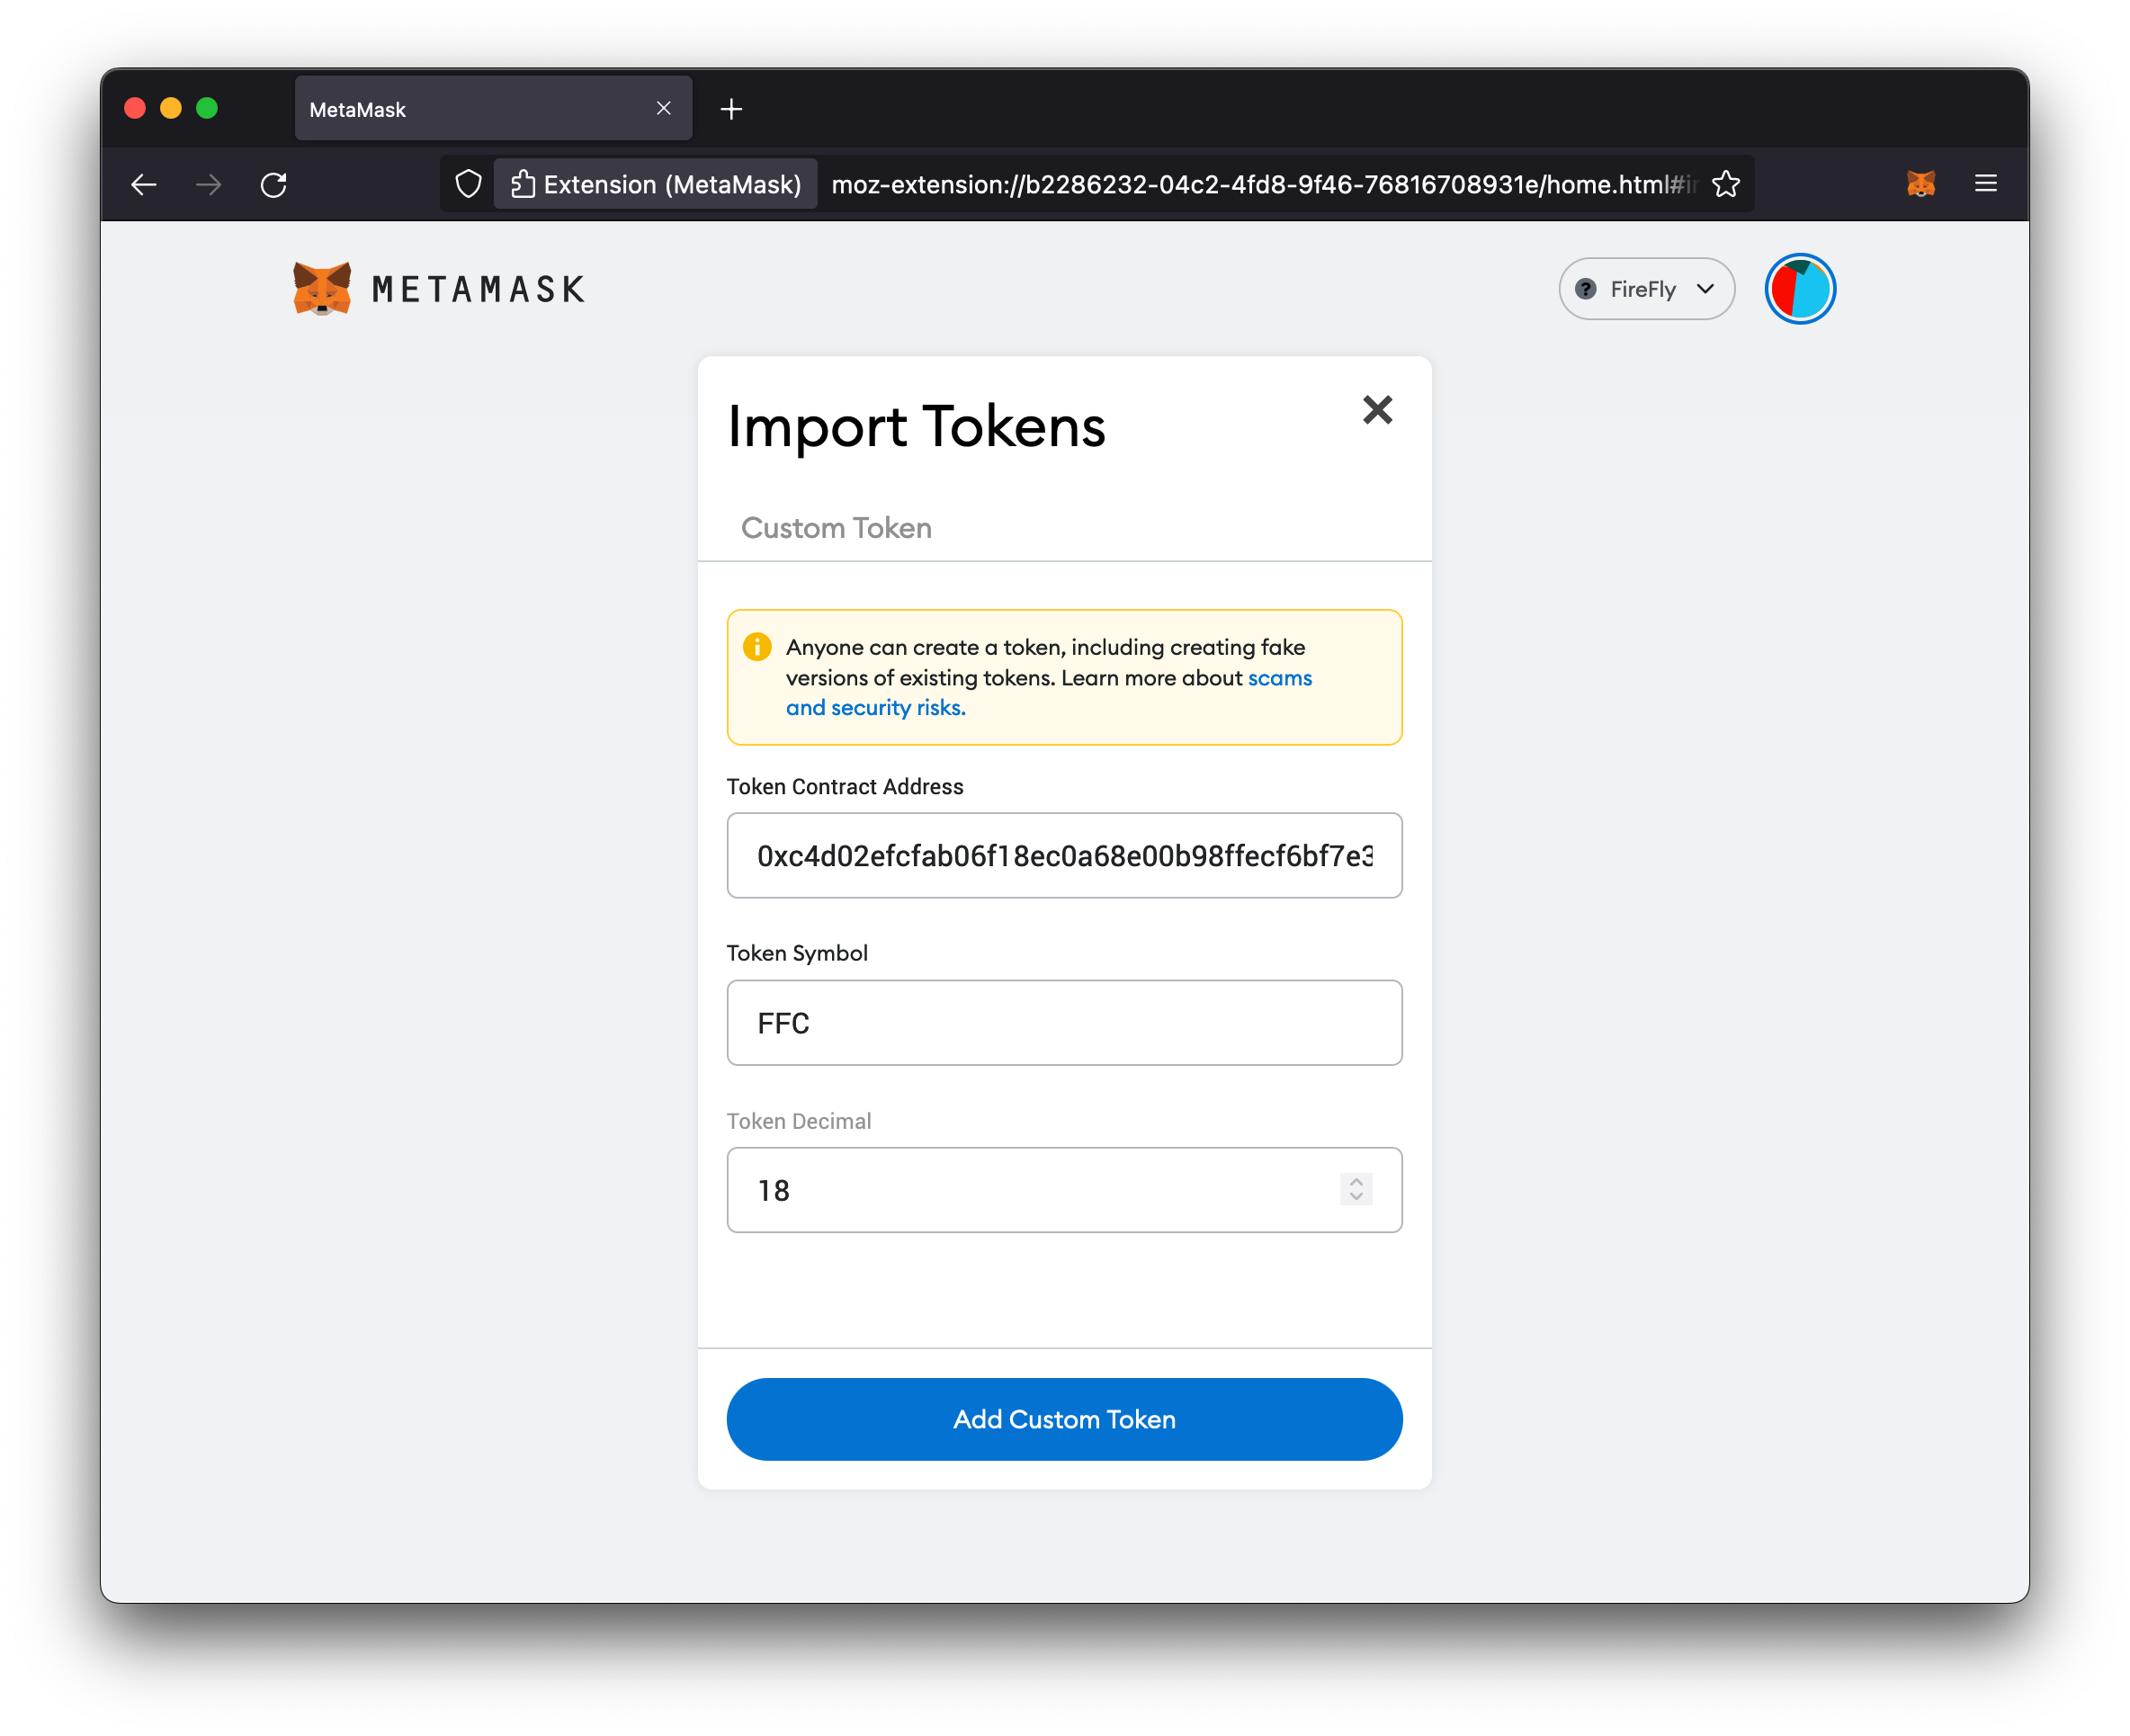 MetaMask
Extension (MetaMask) moz-extension://b2286232-04c2-4fd8-9f46-76816708931e/home.html#i
METAMASK
? FireFly
Import Tokens
Custom Token
Anyone can create a token, including creating fake
versions of existing tokens. Learn more about scams
and security risks.
Token Contract Address
0xc4d02efcfab06f18ec0a68e00b98ffecf6bf7e3
Token Symbol
FFC
Token Decimal
18
Add Custom Token